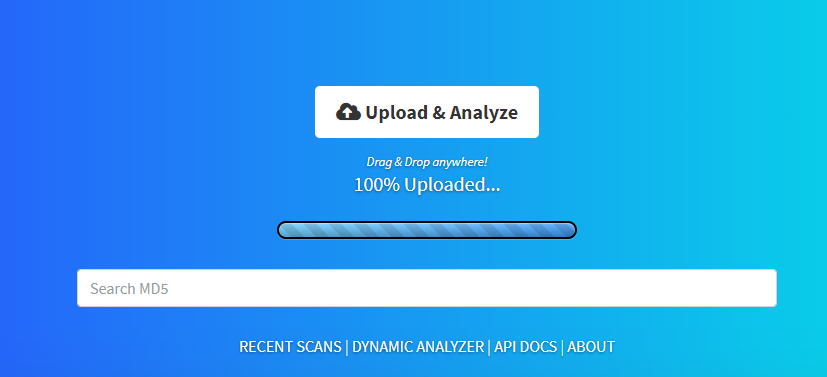 Upload & Analyze
Drag & Drop anywhere!
100% Uploaded...
Search MD5
RECENT SCANS | DYNAMIC ANALYZER | API DOCS | ABOUT